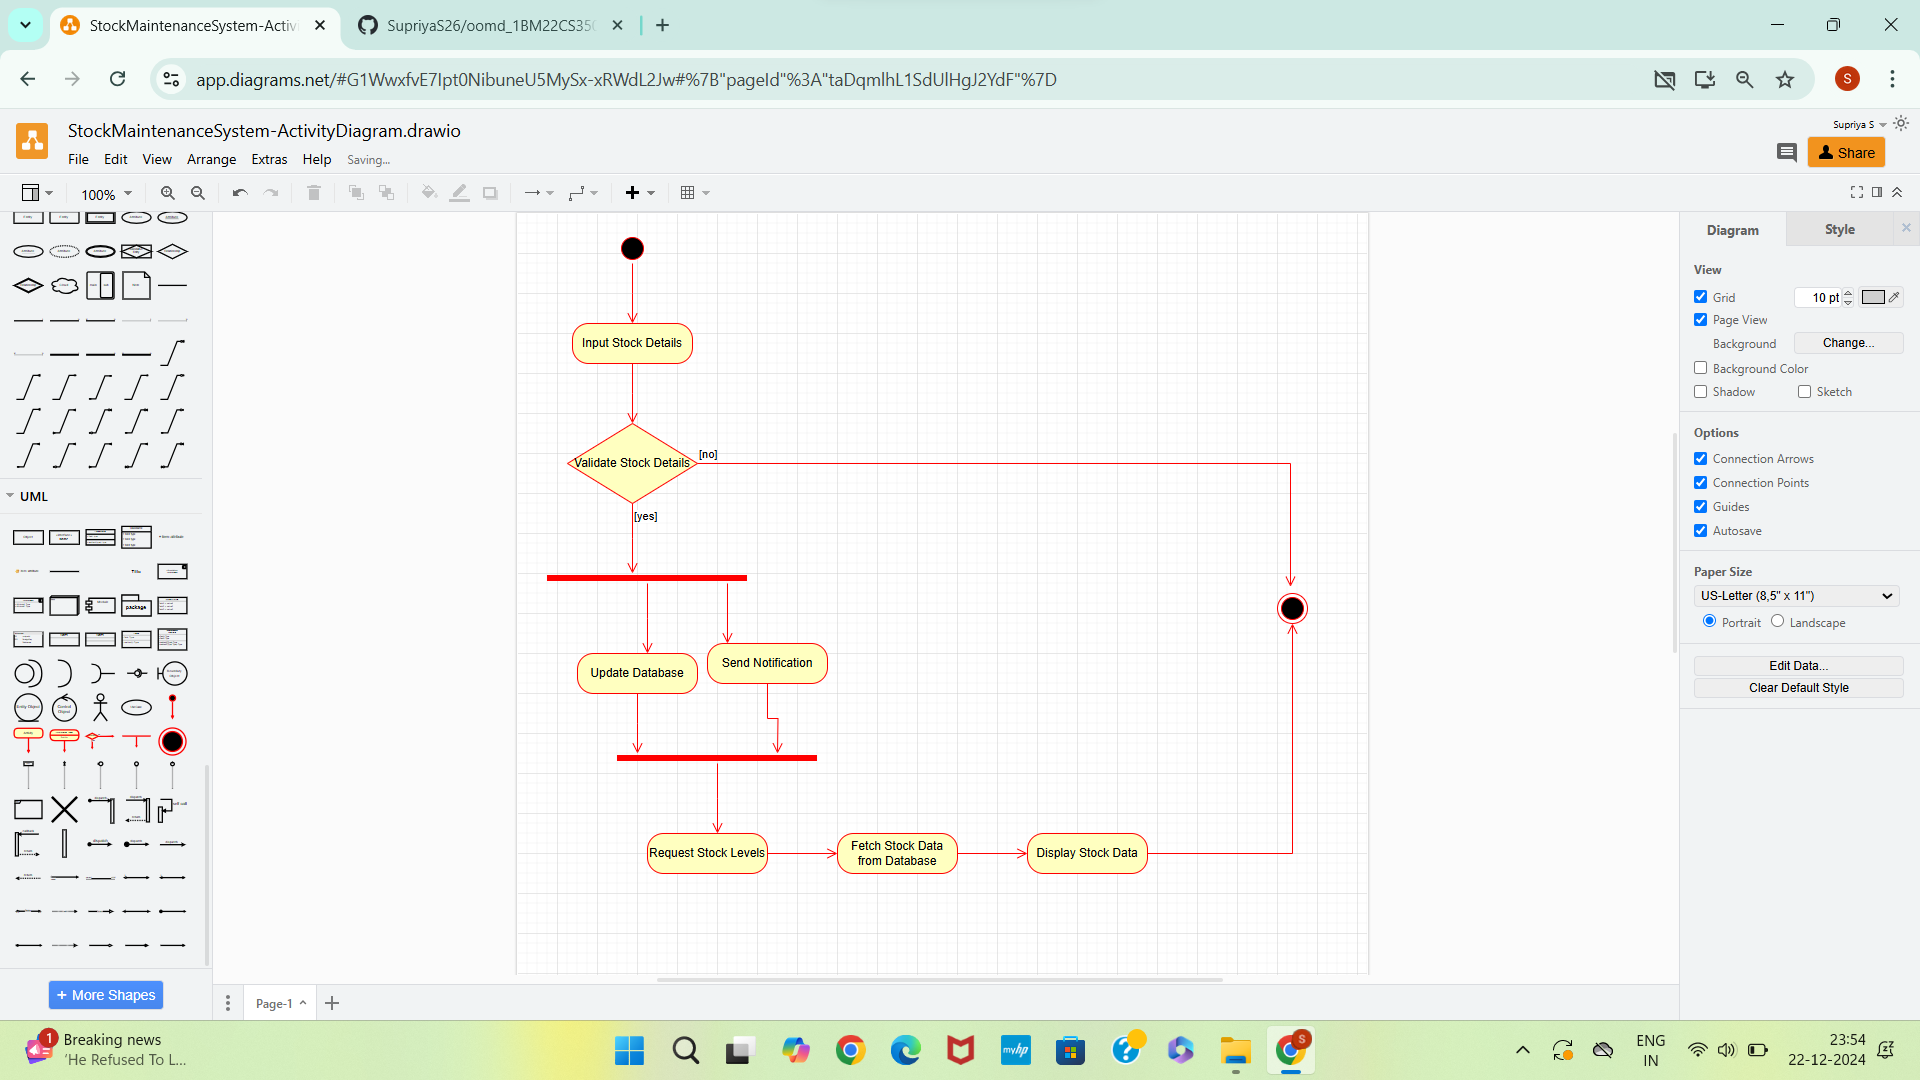 StockMaintenanceSystem-Activi
SupriyaS26/oomd_1BM22CS350
app.diagrams.net/#G1WwxfvE7Ipt0NibuneU5MySx-xRWdL2Jw#%7B"pageId"%3A"taDqmlhL1SdUlHgJ2YdF"%7D
S
StockMaintenanceSystem-ActivityDiagram.drawio
Supriya S
File Edit View Arrange Extras Help Saving...
Share
100%
Diagram
Style
View
Grid
10 pt
Page View
Background
Change...
Background Color
Shadow
Sketch
Options
Connection Arrows
Connection Points
Guides
Autosave
Paper Size
US-Letter (8,5" x 11")
Portrait
Landscape
Edit Data...
Clear Default Style
UML
package
Input Stock Details
Validate Stock Details
[no]
[yes]
Update Database
Send Notification
Request Stock Levels
Fetch Stock Data
from Database
Display Stock Data
+ More Shapes
Page-1
1
Breaking news
'He Refused To L...
myhp
S
ENG
IN
23:54
22-12-2024